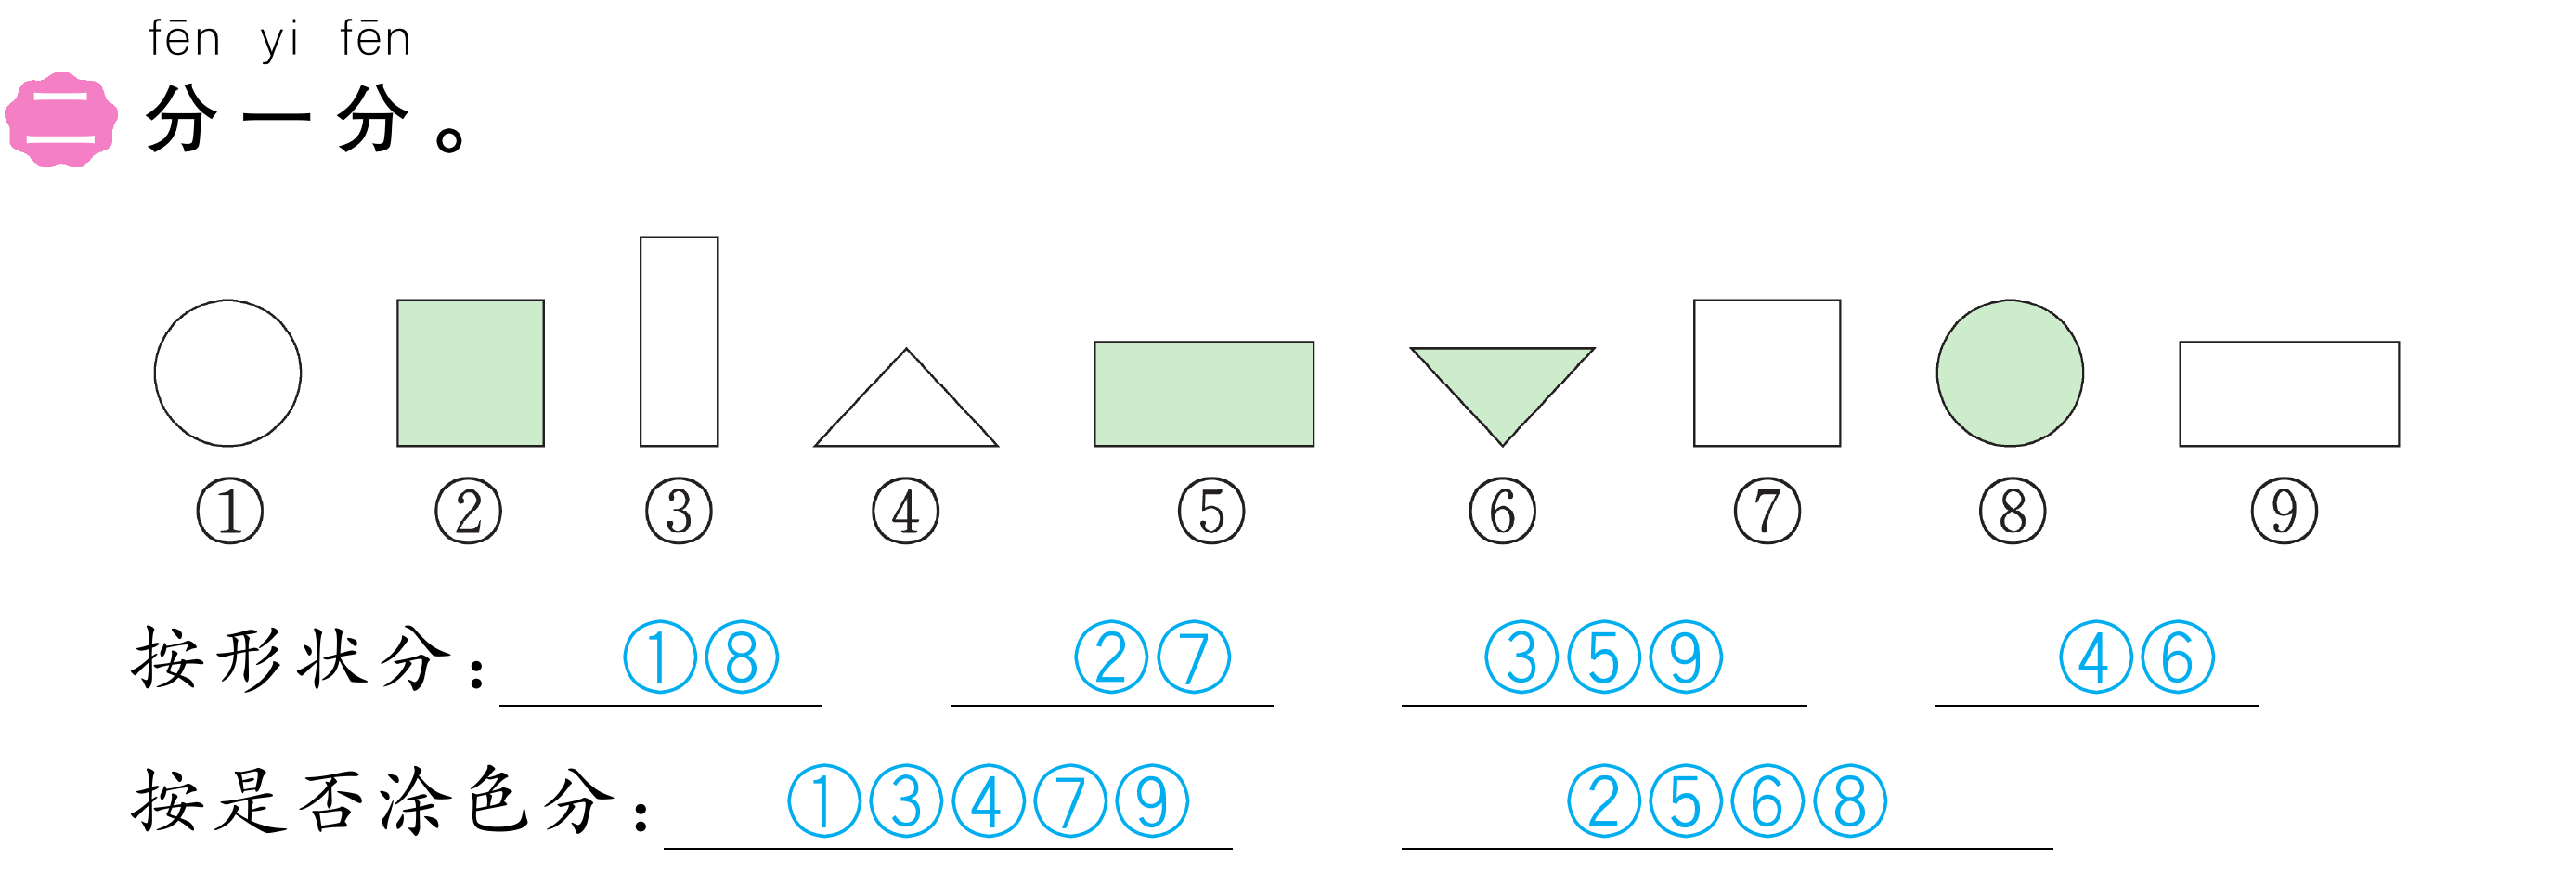 fēn yi fēn
二 分一分。
① ② ③ ④ ⑤ ⑥ ⑦ ⑧ ⑨
按形状分：①⑧ ②⑦ ③⑤⑨ ④⑥
按是否涂色分：①③④⑦⑨ ②⑤⑥⑧